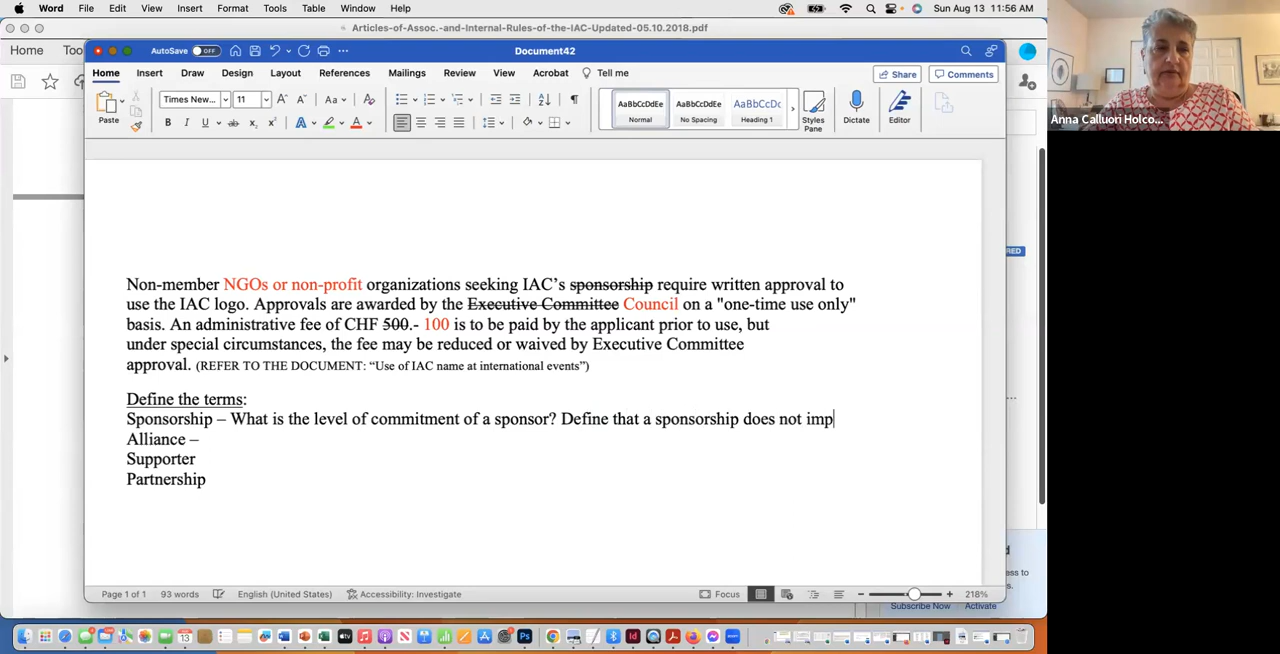 Word File Edit View Insert Format Tools Table Window Help Sun Aug 13 11:56 AM
Articles-of-Assoc.-and-Internal-Rules-of-the-IAC-Updated-05.10.2018.pdf
Home Too
AutoSave OFF Document42
Home Insert Draw Design Layout References Mailings Review View Acrobat Tell me Share Comments
Paste Times New... 11 Aa AaBbCcDdEe Normal AaBbCcDdEe No Spacing AaBbCcDc Heading 1 Styles Pane Dictate Editor
Anna Calluori Holco...
Non-member NGOs or non-profit organizations seeking IAC’s sponsorship require written approval to
use the IAC logo. Approvals are awarded by the Executive Committee Council on a "one-time use only"
basis. An administrative fee of CHF 500.- 100 is to be paid by the applicant prior to use, but
under special circumstances, the fee may be reduced or waived by Executive Committee
approval. (REFER TO THE DOCUMENT: “Use of IAC name at international events”)
Define the terms:
Sponsorship – What is the level of commitment of a sponsor? Define that a sponsorship does not imp
Alliance –
Supporter
Partnership
Page 1 of 1 93 words English (United States) Accessibility: Investigate Focus 218%
Subscribe Now Activate